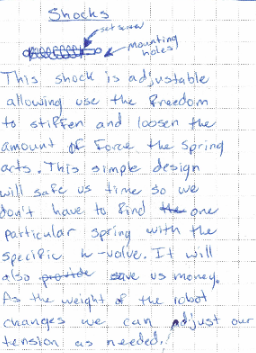 Shocks
set screw
mounting
holes
This shock is adjustable
allowing use the freedom
to stiffen and loosen the
amount of force the spring
arts. This simple design
will safe us time so we
don't have to find the one
particular spring with the
specific k-valve. It will
also provide save us money.
As the weight of the robot
changes we can adjust our
tension as needed.